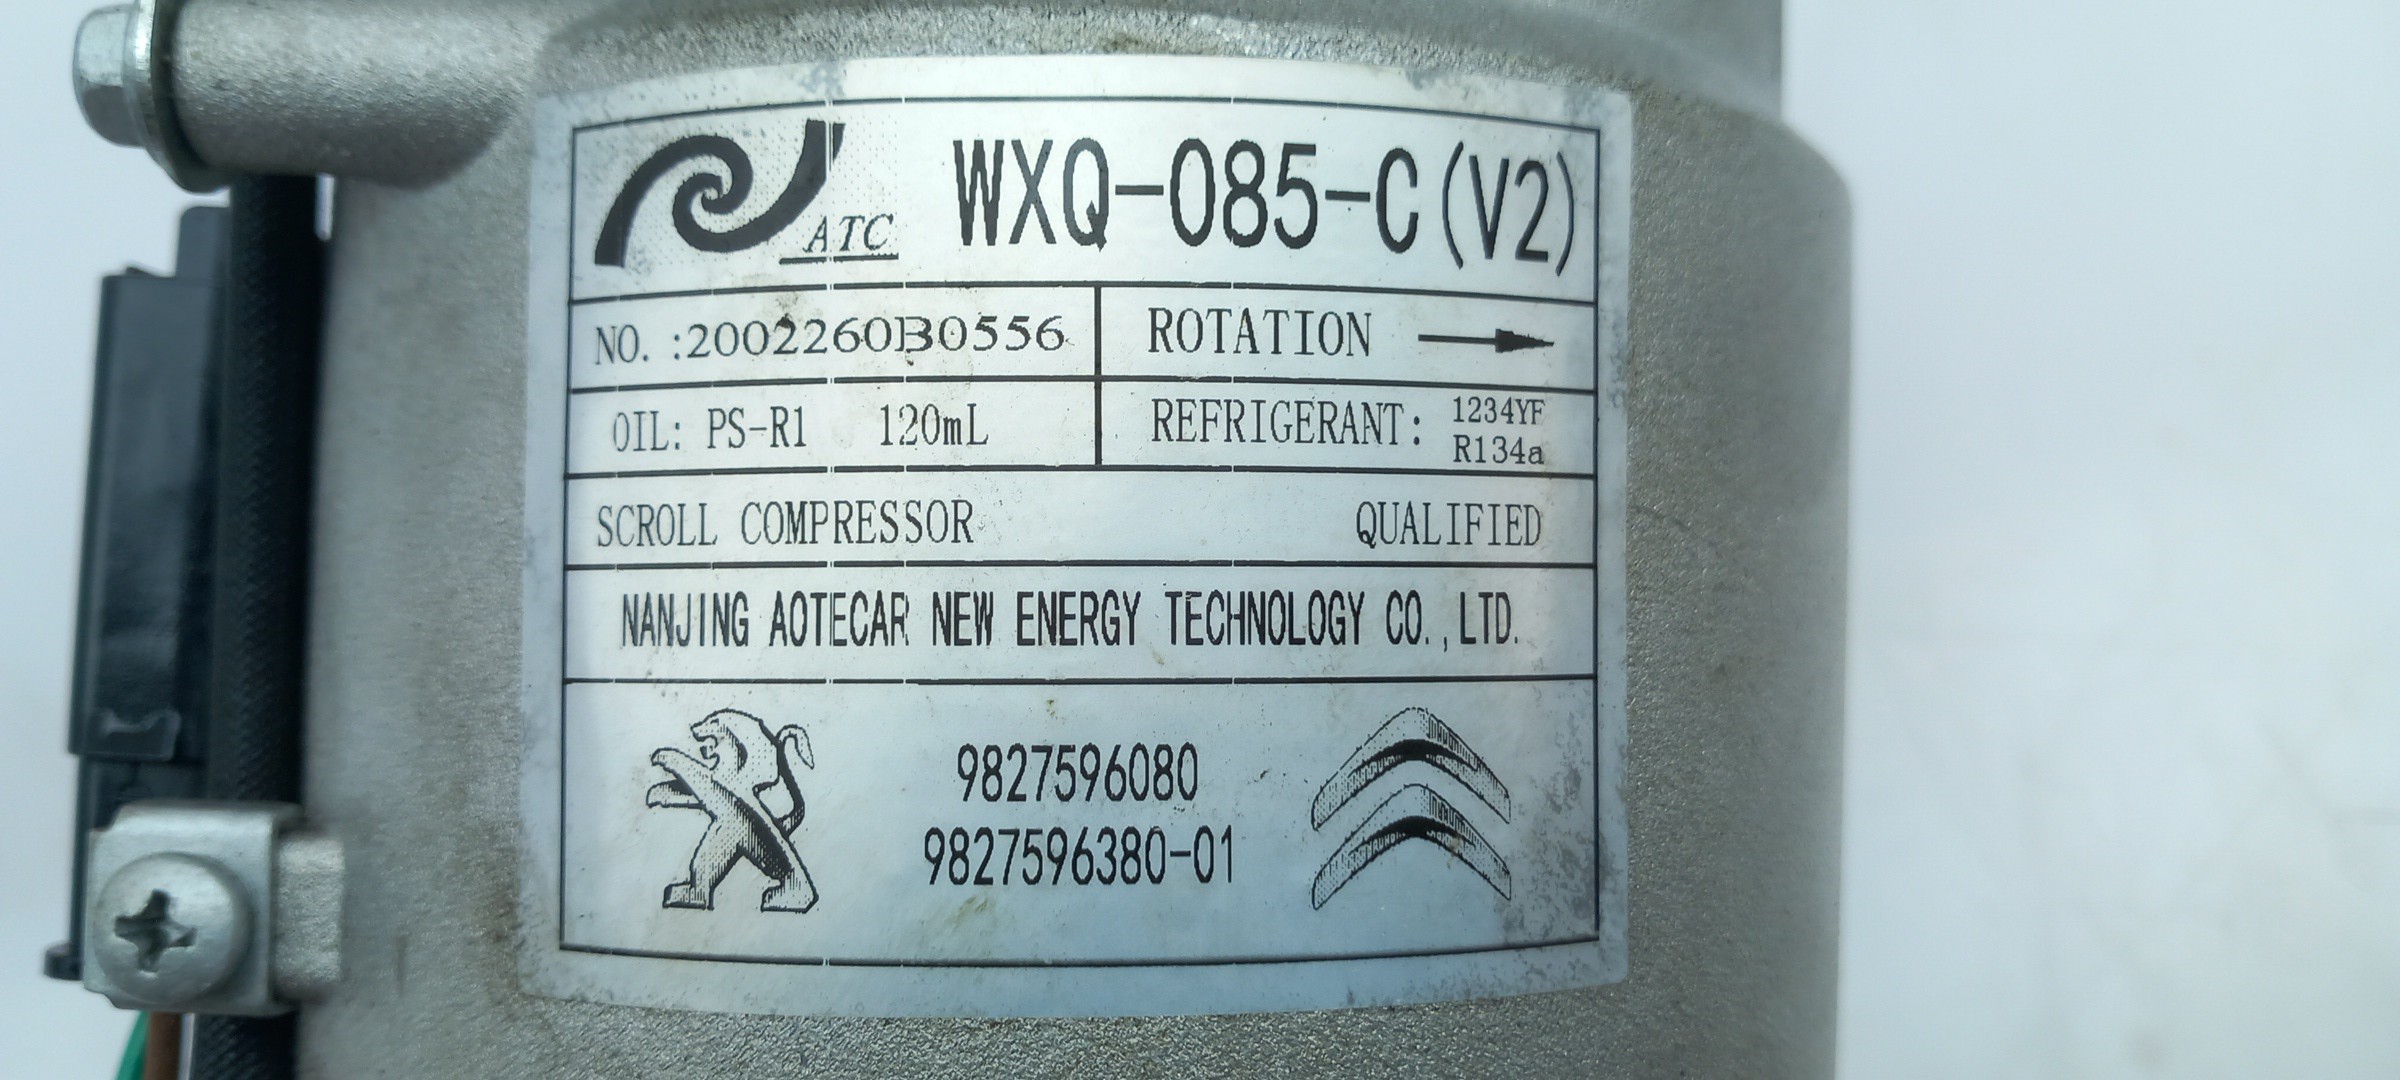 ATC WXQ-085-C(V2)
NO.:2002260B0556 ROTATION
OIL: PS-R1 120mL REFRIGERANT: 1234YF
R134a
SCROLL COMPRESSOR QUALIFIED
NANJING AOTECAR NEW ENERGY TECHNOLOGY CO.,LTD.
9827596080
9827596380-01